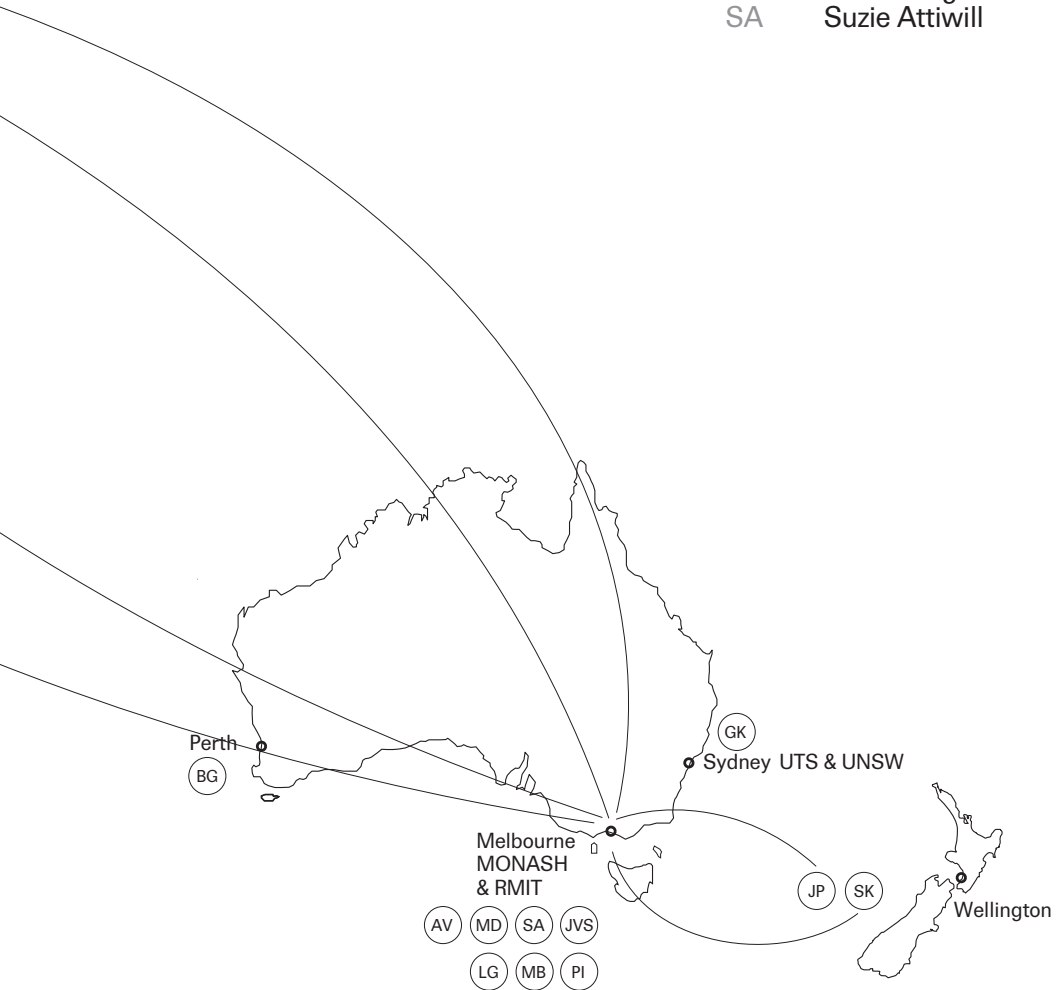 SA Suzie Attiwill
GK
Perth
Sydney UTS & UNSW
BG
Melbourne
MONASH
& RMIT
JP SK
Wellington
AV MD SA JVS
LG MB PI